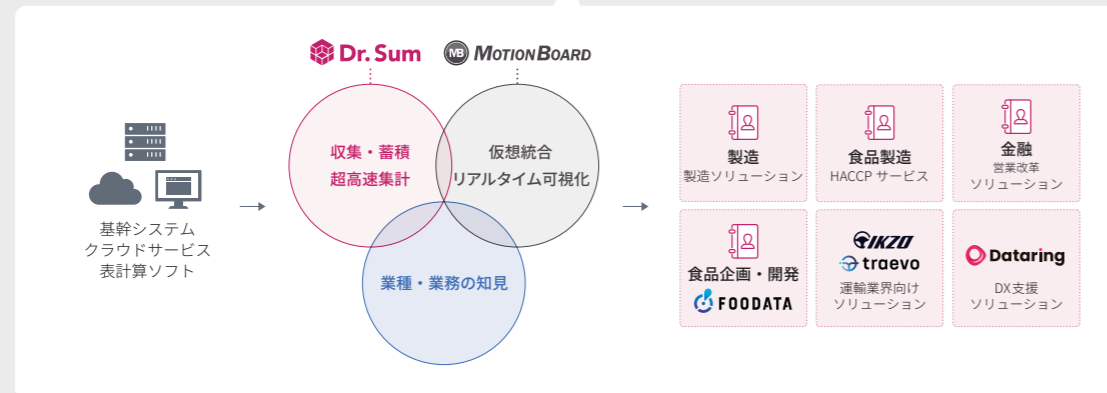 Dr.Sum
MB MOTIONBOARD
基幹システム
クラウドサービス
表計算ソフト
収集・蓄積
超高速集計
仮想統合
リアルタイム可視化
業種・業務の知見
製造
製造ソリューション
食品製造
HACCP サービス
金融
営業改革
ソリューション
食品企画・開発
FOODATA
IKZO
traevo
運輸業界向け
ソリューション
Dataring
DX支援
ソリューション